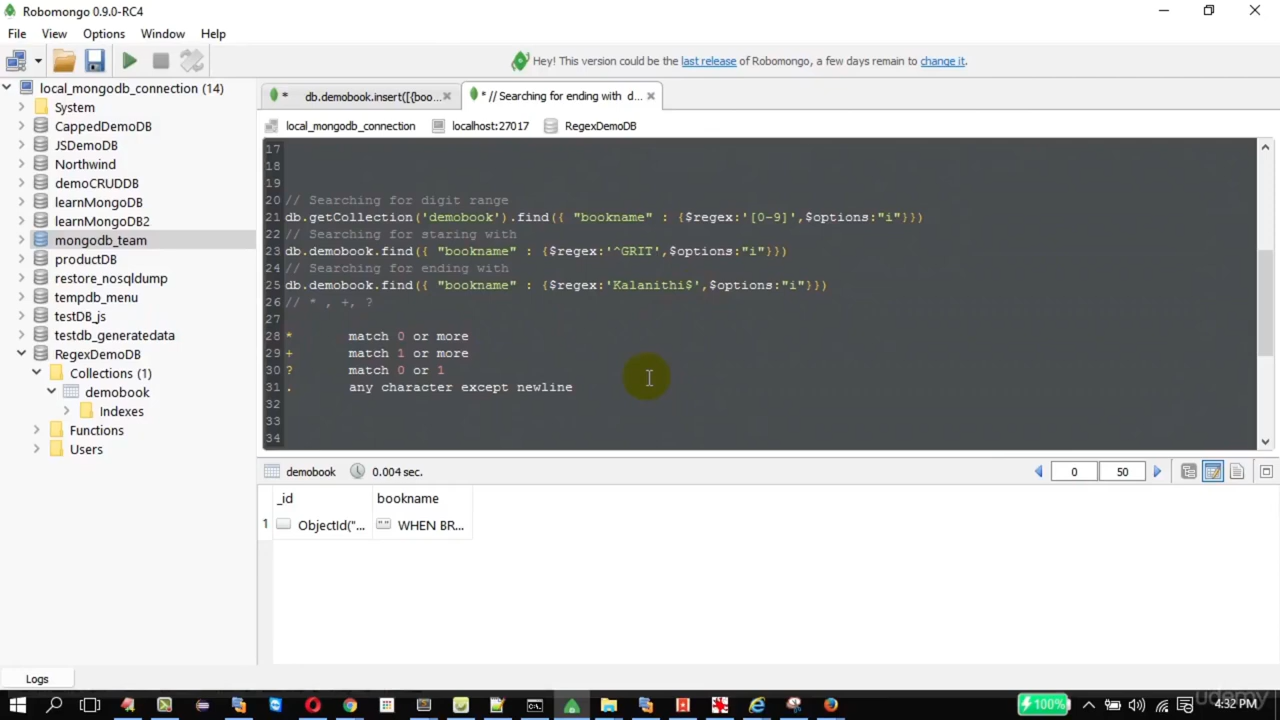 Robomongo 0.9.0-RC4
File View Options Window Help
Hey! This version could be the last release of Robomongo, a few days remain to change it.
local_mongodb_connection (14)
System
CappedDemoDB
JSDemoDB
Northwind
demoCRUDDB
learnMongoDB
learnMongoDB2
mongodb_team
productDB
restore_nosqldump
tempdb_menu
testDB_js
testdb_generatedata
RegexDemoDB
Collections (1)
demobook
Indexes
Functions
Users
* db.demobook.insert([{boo... * // Searching for ending with d...
local_mongodb_connection localhost:27017 RegexDemoDB
17
18
19
20 // Searching for digit range
21 db.getCollection('demobook').find({ "bookname" : {$regex:'[0-9]',$options:"i"}})
22 // Searching for staring with
23 db.demobook.find({ "bookname" : {$regex:'^GRIT',$options:"i"}})
24 // Searching for ending with
25 db.demobook.find({ "bookname" : {$regex:'Kalanithi$',$options:"i"}})
26 // * , +, ?
27
28 * match 0 or more
29 + match 1 or more
30 ? match 0 or 1
31 . any character except newline
32
33
34
demobook 0.004 sec. 0 50
_id bookname
1 ObjectId("... WHEN BR...
Logs
100% 4:32 PM
udemy